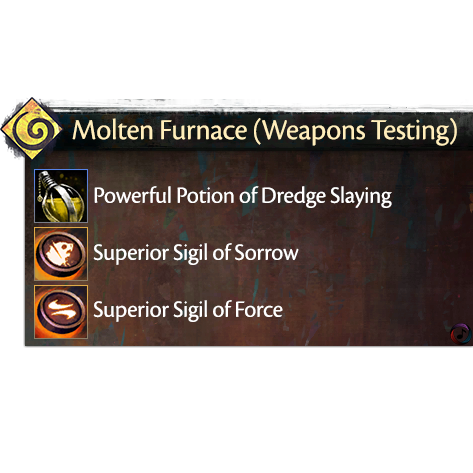 Molten Furnace (Weapons Testing)
Powerful Potion of Dredge Slaying
Superior Sigil of Sorrow
Superior Sigil of Force